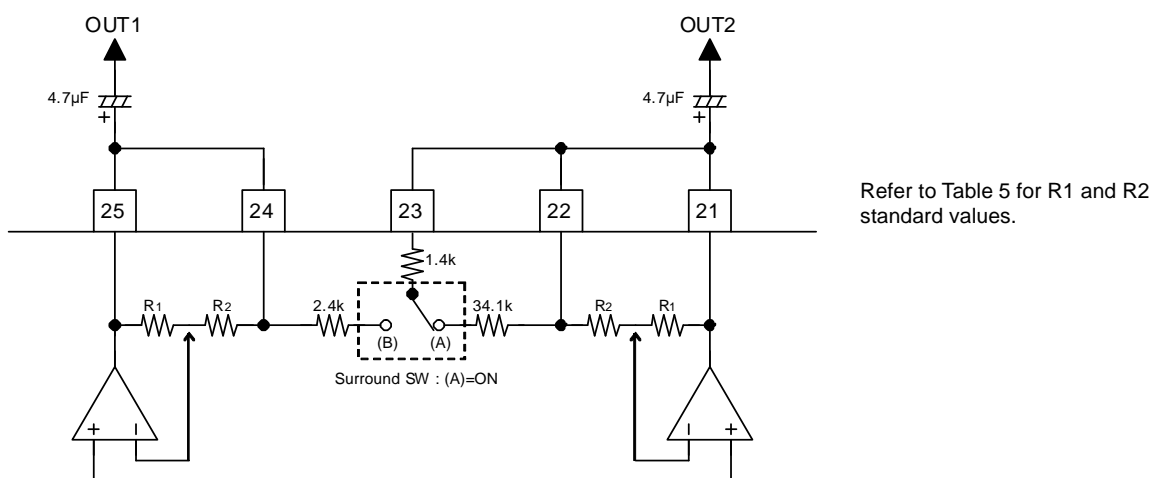 OUT1 OUT2
4.7µF 4.7µF
+ +
25 24 23 22 21
Refer to Table 5 for R1 and R2
standard values.
1.4k
R1 R2 2.4k 34.1k R2 R1
(B) (A)
Surround SW : (A)=ON
+ − − +